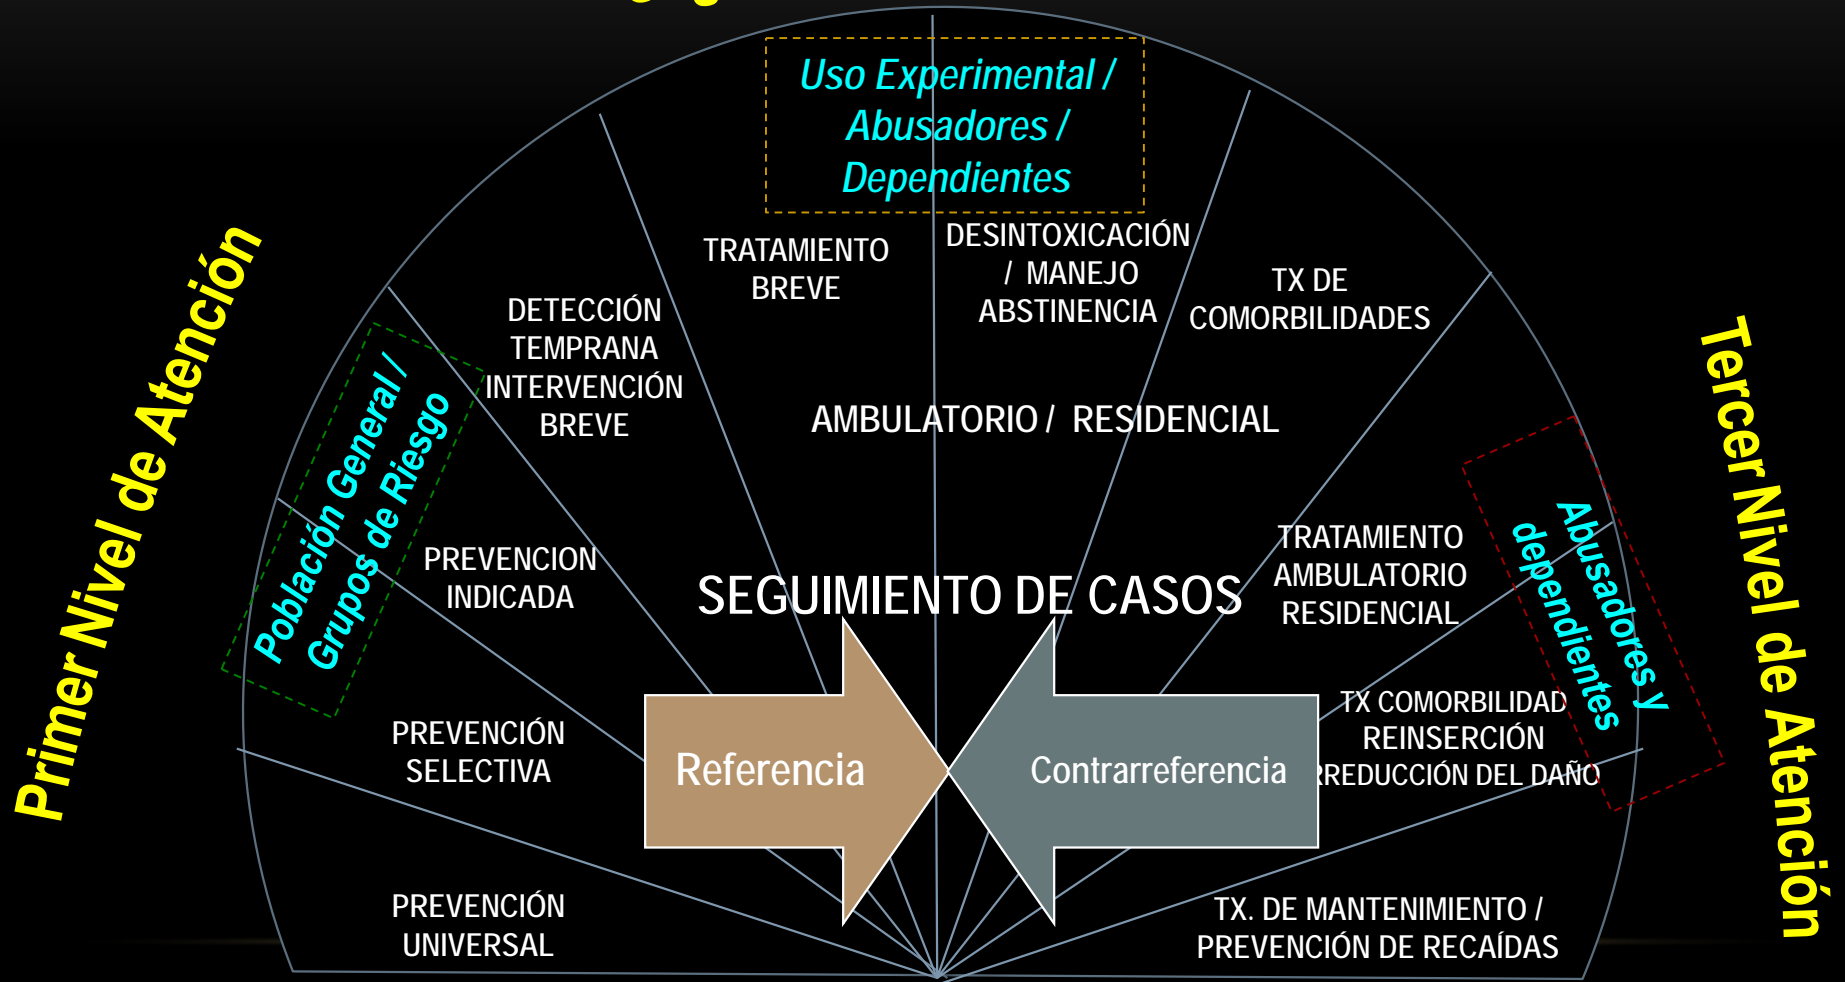 Uso Experimental /
Abusadores /
Dependientes
Primer Nivel de Atención
Población General /
Grupos de Riesgo
Tercer Nivel de Atención
Abusadores y
dependientes
PREVENCIÓN
UNIVERSAL
PREVENCIÓN
SELECTIVA
PREVENCION
INDICADA
DETECCIÓN
TEMPRANA
INTERVENCIÓN
BREVE
TRATAMIENTO
BREVE
DESINTOXICACIÓN
/ MANEJO
ABSTINENCIA
TX DE
COMORBILIDADES
AMBULATORIO / RESIDENCIAL
TRATAMIENTO
AMBULATORIO
RESIDENCIAL
SEGUIMIENTO DE CASOS
Referencia
Contrarreferencia
TX COMORBILIDAD
REINSERCIÓN
RREDUCCIÓN DEL DAÑO
TX. DE MANTENIMIENTO /
PREVENCIÓN DE RECAÍDAS